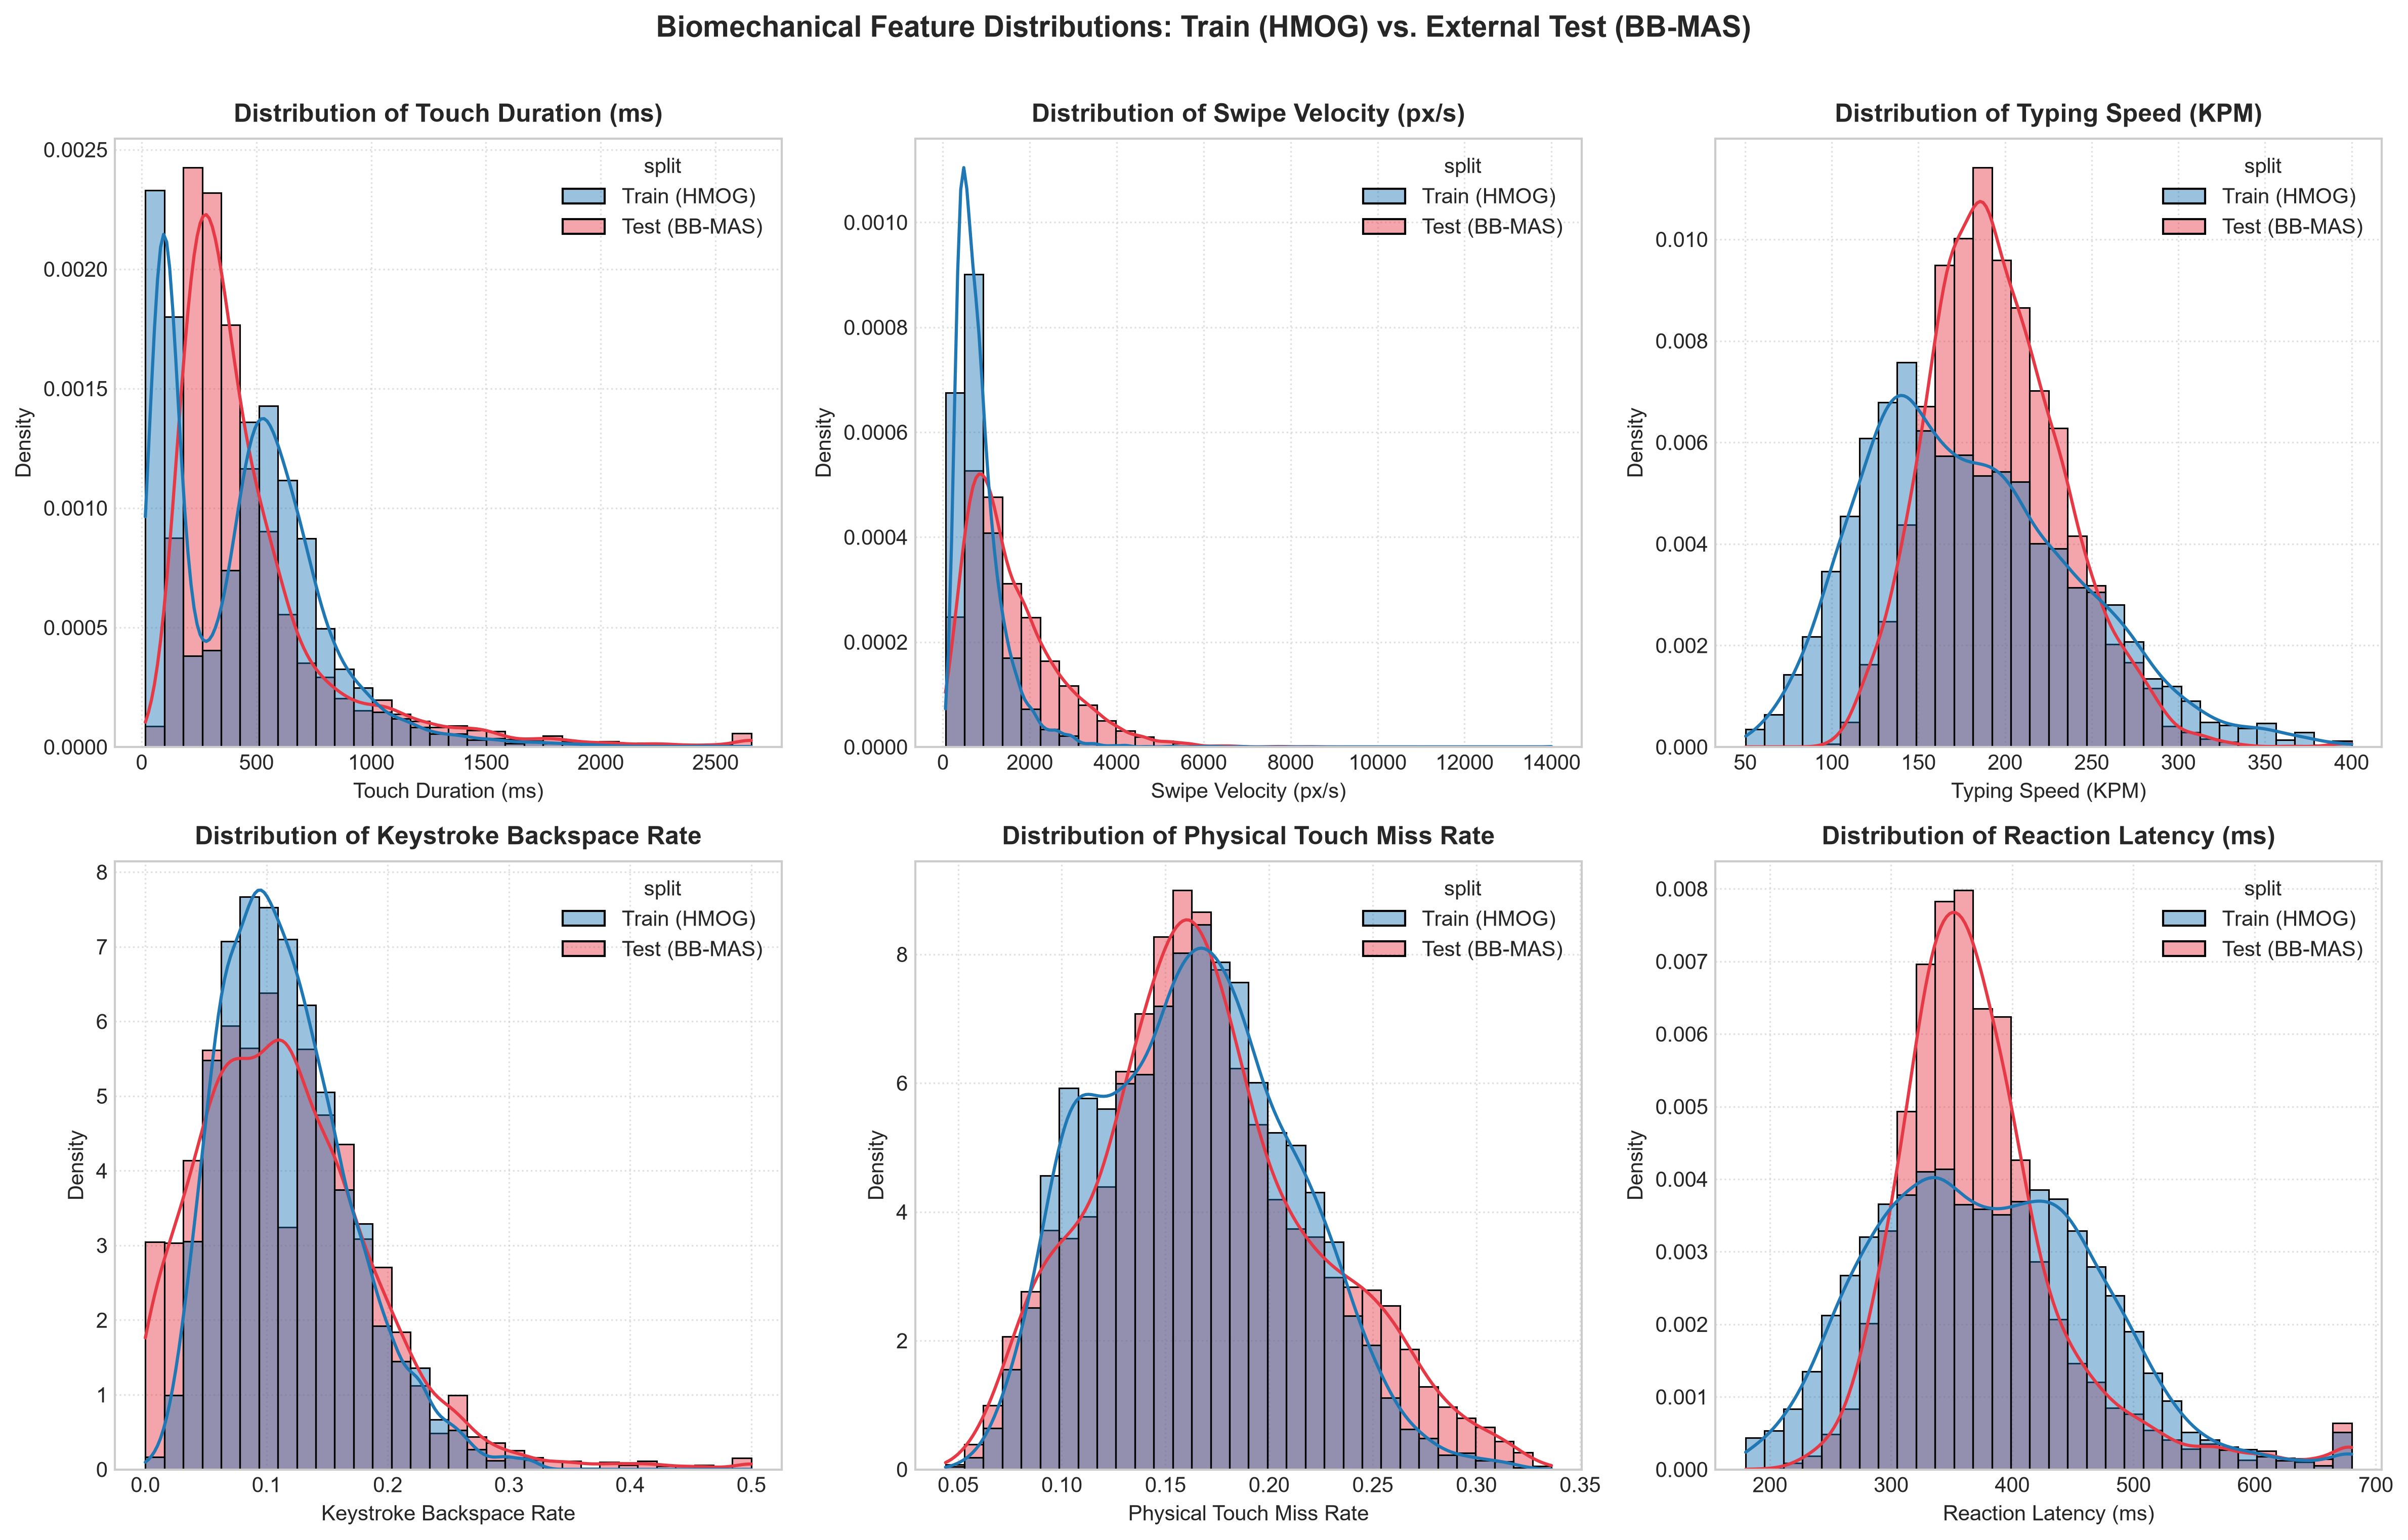 Biomechanical Feature Distributions: Train (HMOG) vs. External Test (BB-MAS)
Distribution of Touch Duration (ms)
split
Train (HMOG)
Test (BB-MAS)
Density
0.0025
0.0020
0.0015
0.0010
0.0005
0.0000
0 500 1000 1500 2000 2500
Touch Duration (ms)
Distribution of Swipe Velocity (px/s)
split
Train (HMOG)
Test (BB-MAS)
Density
0.0010
0.0008
0.0006
0.0004
0.0002
0.0000
0 2000 4000 6000 8000 10000 12000 14000
Swipe Velocity (px/s)
Distribution of Typing Speed (KPM)
split
Train (HMOG)
Test (BB-MAS)
Density
0.010
0.008
0.006
0.004
0.002
0.000
50 100 150 200 250 300 350 400
Typing Speed (KPM)
Distribution of Keystroke Backspace Rate
split
Train (HMOG)
Test (BB-MAS)
Density
8
7
6
5
4
3
2
1
0
0.0 0.1 0.2 0.3 0.4 0.5
Keystroke Backspace Rate
Distribution of Physical Touch Miss Rate
split
Train (HMOG)
Test (BB-MAS)
Density
8
6
4
2
0
0.05 0.10 0.15 0.20 0.25 0.30 0.35
Physical Touch Miss Rate
Distribution of Reaction Latency (ms)
split
Train (HMOG)
Test (BB-MAS)
Density
0.008
0.007
0.006
0.005
0.004
0.003
0.002
0.001
0.000
200 300 400 500 600 700
Reaction Latency (ms)